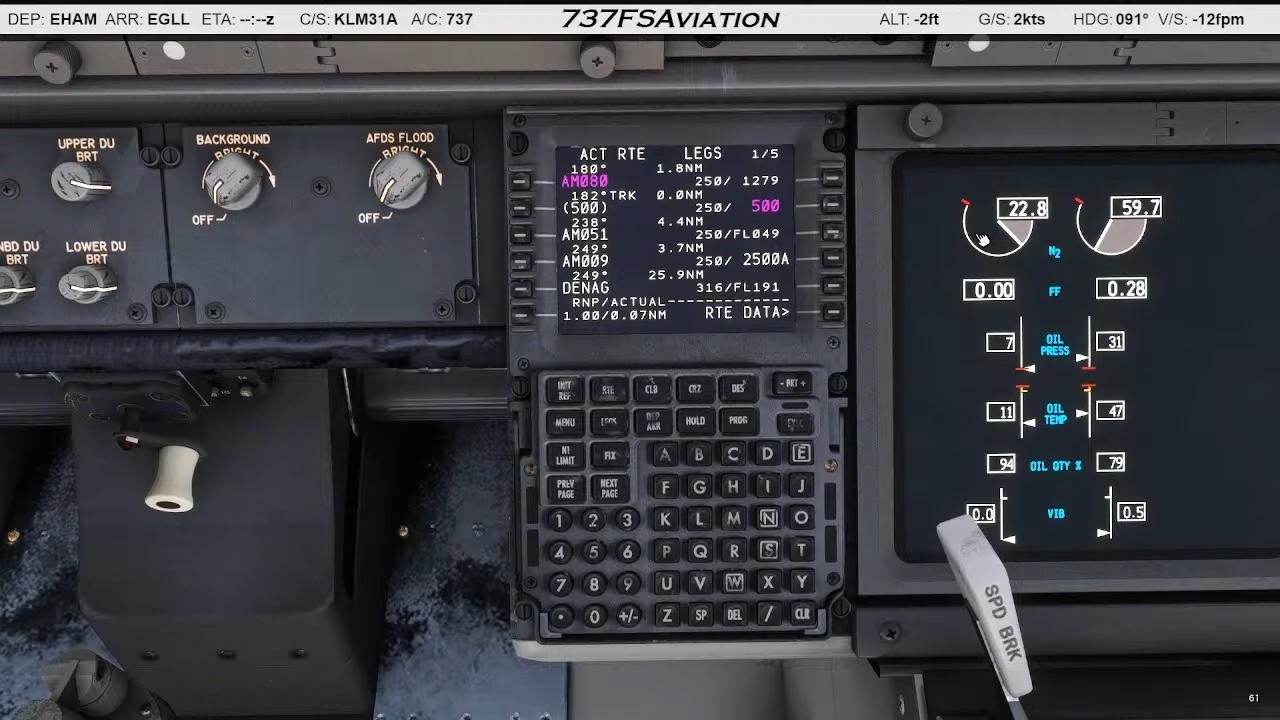 DEP: EHAM ARR: EGLL ETA: --:--z C/S: KLM31A A/C: 737 737FSAVIATION ALT: -2ft G/S: 2kts HDG: 091° V/S: -12fpm
UPPER DU
BRT
BACKGROUND
BRIGHT
OFF
AFDS FLOOD
BRIGHT
OFF
NBD DU
BRT
LOWER DU
BRT
ACT RTE LEGS 1/5
180° 1.8NM
AM080 250/ 1279
182° TRK 0.0NM
(500) 250/ 500
238° 4.4NM
AM051 250/FL049
249° 3.7NM
AM009 250/ 2500A
249° 25.9NM
DENAG 316/FL191
RNP/ACTUAL--------------
1.00/0.07NM RTE DATA>
INIT REF RTE CLB CRZ DES - BRT +
MENU LEGS DEP ARR HOLD PROG EXEC
N1 LIMIT FIX A B C D E
PREV PAGE NEXT PAGE F G H I J
1 2 3 K L M N O
4 5 6 P Q R S T
7 8 9 U V W X Y
. 0 +/- Z SP DEL / CLR
22.8 N2 59.7
0.00 FF 0.28
7 OIL PRESS 31
11 OIL TEMP 47
94 OIL QTY % 79
0.0 VIB 0.5
SPD BRK
61